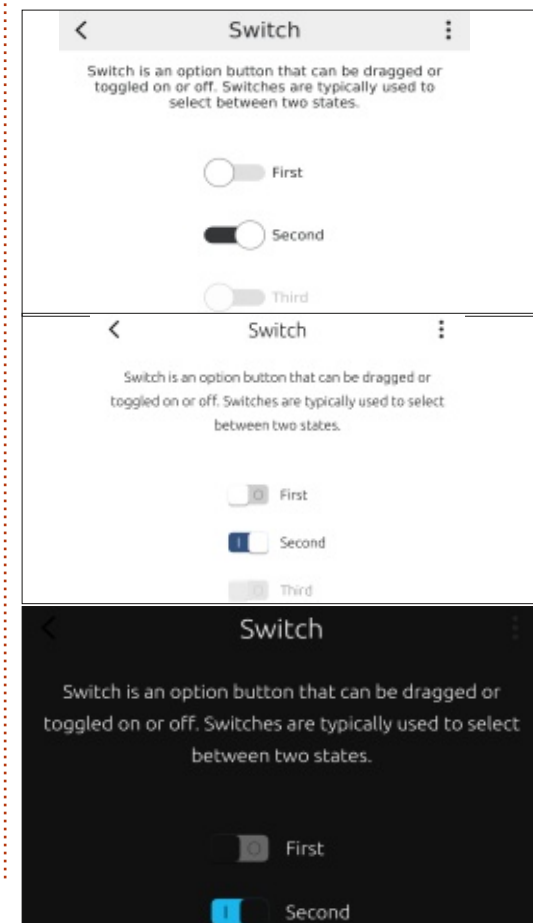 Switch
Switch is an option button that can be dragged or
toggled on or off. Switches are typically used to
select between two states.
First
Second
Third
Switch
Switch is an option button that can be dragged or
toggled on or off. Switches are typically used to select
between two states.
First
Second
Third
Switch
Switch is an option button that can be dragged or
toggled on or off. Switches are typically used to select
between two states.
First
Second